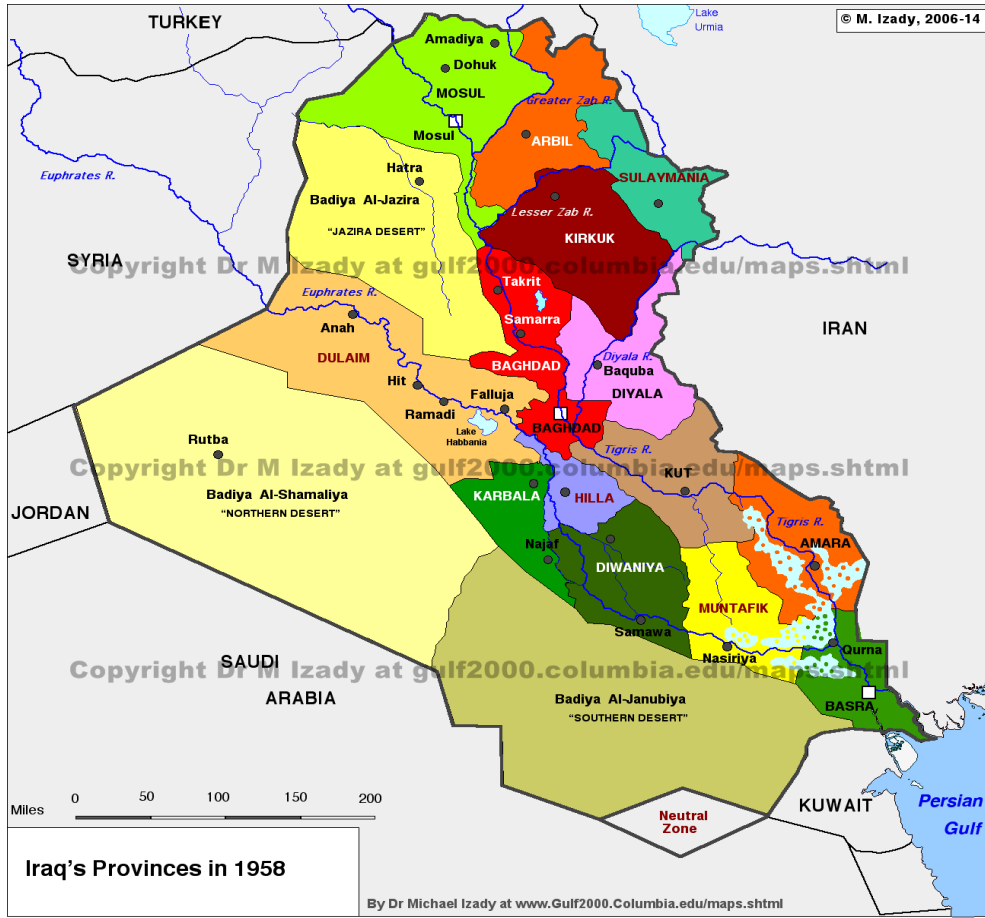 TURKEY
Lake
Urmia
© M. Izady, 2006-14
Amadiya
Dohuk
MOSUL
Greater Zab R.
Mosul
ARBIL
Euphrates R.
Hatra
SULAYMANIA
Badiya Al-Jazira
Lesser Zab R.
"JAZIRA DESERT"
KIRKUK
SYRIA
Copyright Dr M Izady at gulf2000.columbia.edu/maps.shtml
Takrit
Euphrates R.
Anah
Samarra
IRAN
DULAIM
BAGHDAD
Diyala R.
Baquba
Hit
Falluja
DIYALA
Ramadi
Lake
Habbania
BAGHDAD
Rutba
Tigris R.
Copyright Dr M Izady at gulf2000.columbia.edu/maps.shtml
KUT
Badiya Al-Shamaliya
KARBALA
HILLA
"NORTHERN DESERT"
JORDAN
Tigris R.
Najaf
AMARA
DIWANIYA
MUNTAFIK
Samawa
Qurna
Nasiriya
SAUDI
Copyright Dr M Izady at gulf2000.columbia.edu/maps.shtml
ARABIA
Badiya Al-Janubiya
BASRA
"SOUTHERN DESERT"
Miles
0 50 100 150 200
KUWAIT
Persian
Gulf
Neutral
Zone
Iraq's Provinces in 1958
By Dr Michael Izady at www.Gulf2000.Columbia.edu/maps.shtml